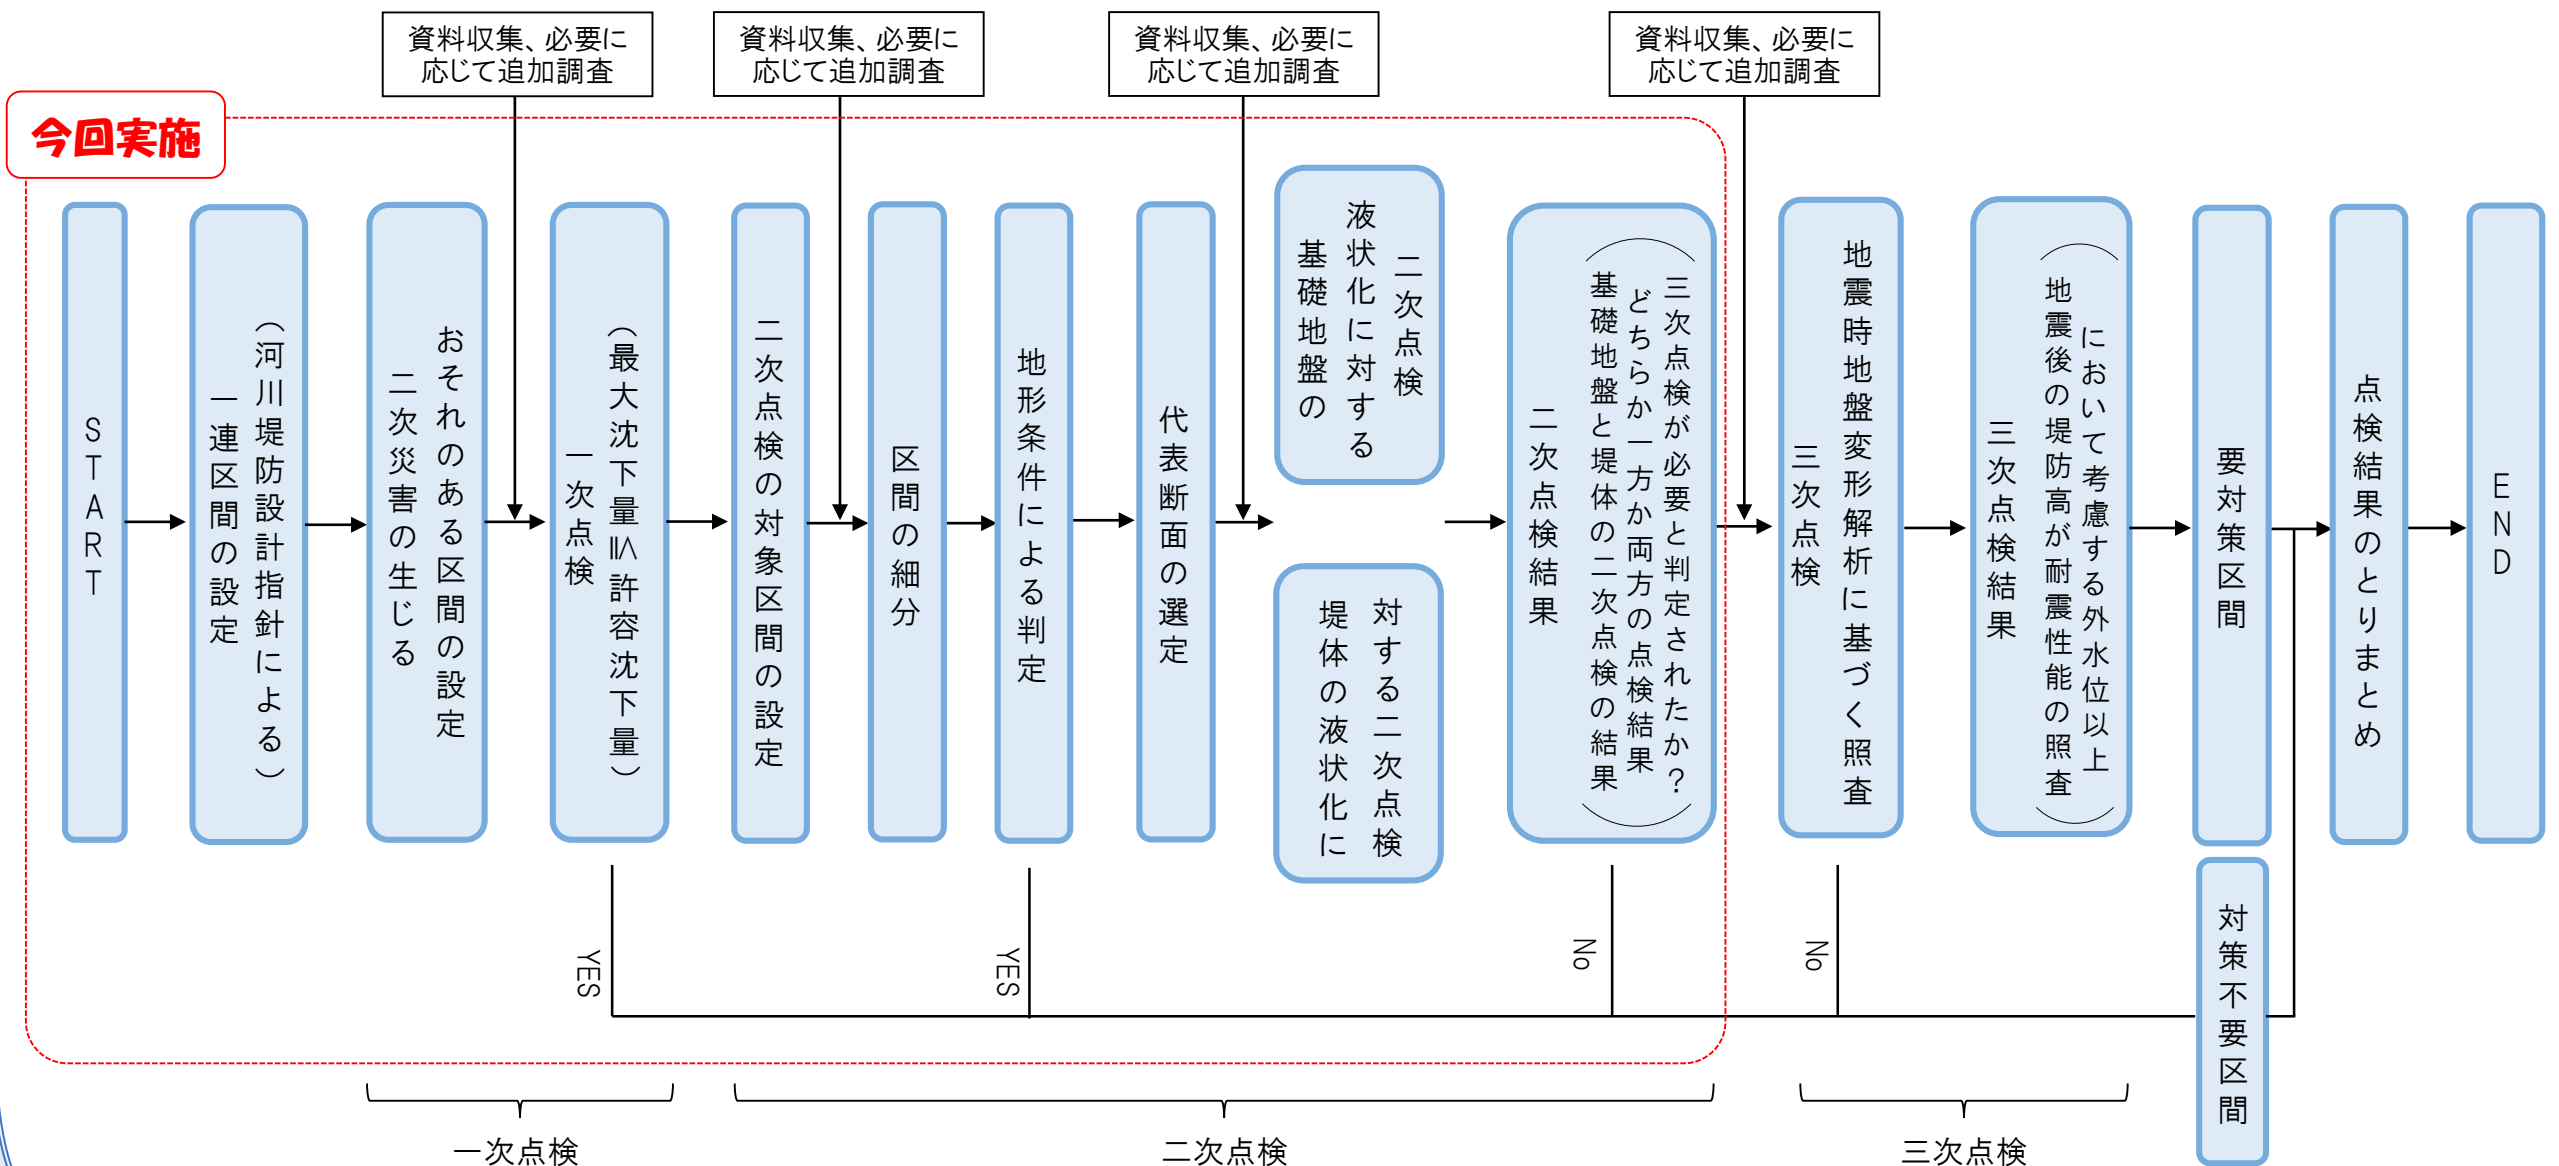 資料収集、必要に
応じて追加調査
資料収集、必要に
応じて追加調査
資料収集、必要に
応じて追加調査
資料収集、必要に
応じて追加調査
今回実施
START
一連区間の設定
（河川堤防設計指針による）
二次災害の生じる
おそれのある区間の設定
一次点検
（最大沈下量≦許容沈下量）
二次点検の対象区間の設定
区間の細分
地形条件による判定
代表断面の選定
基礎地盤の
液状化に対する
二次点検
堤体の液状化に
対する二次点検
二次点検結果
基礎地盤と堤体の二次点検の結果
どちらか一方か両方の点検結果
三次点検が必要と判定されたか？
三次点検
地震時地盤変形解析に基づく照査
三次点検結果
地震後の堤防高が耐震性能の照査
において考慮する外水位以上
要対策区間
点検結果のとりまとめ
END
YES
YES
No
No
対策不要区間
一次点検
二次点検
三次点検